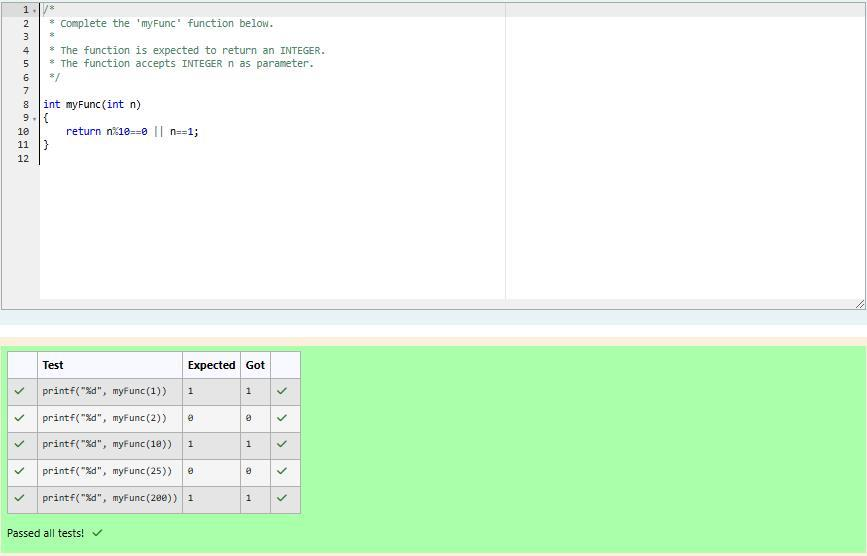 1 /*
2  * Complete the 'myFunc' function below.
3  *
4  * The function is expected to return an INTEGER.
5  * The function accepts INTEGER n as parameter.
6  */
7
8 int myFunc(int n)
9 {
10     return n%10==0 || n==1;
11 }
12
Test Expected Got
✓ printf("%d", myFunc(1)) 1 1 ✓
✓ printf("%d", myFunc(2)) 0 0 ✓
✓ printf("%d", myFunc(10)) 1 1 ✓
✓ printf("%d", myFunc(25)) 0 0 ✓
✓ printf("%d", myFunc(200)) 1 1 ✓
Passed all tests! ✓